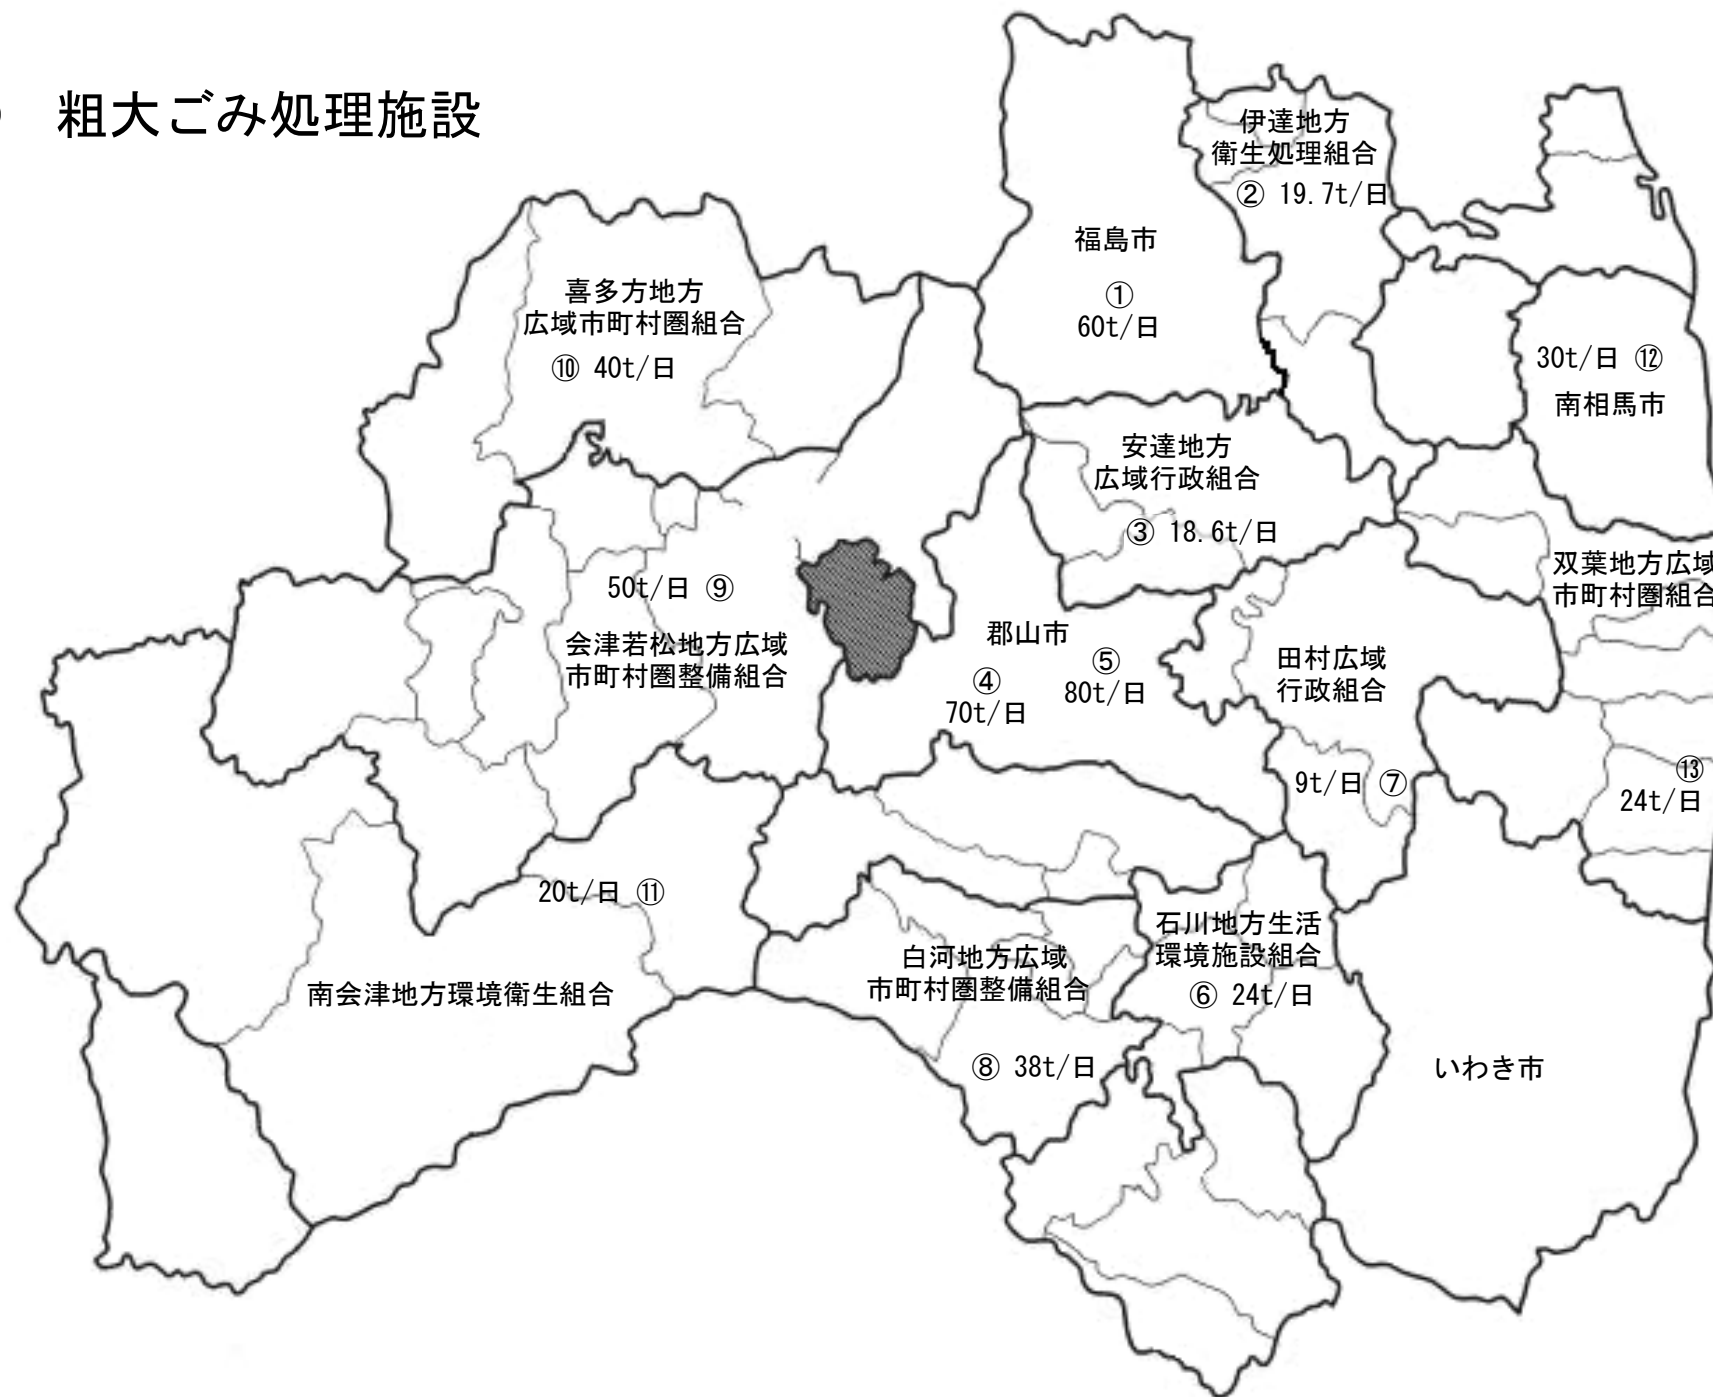 粗大ごみ処理施設
伊達地方
衛生処理組合
② 19.7t/日
福島市
①
60t/日
喜多方地方
広域市町村圏組合
⑩ 40t/日
30t/日 ⑫
南相馬市
安達地方
広域行政組合
③ 18.6t/日
双葉地方広域
市町村圏組合
50t/日 ⑨
会津若松地方広域
市町村圏整備組合
郡山市
④
70t/日
⑤
80t/日
田村広域
行政組合
9t/日 ⑦
⑬
24t/日
20t/日 ⑪
南会津地方環境衛生組合
白河地方広域
市町村圏整備組合
⑧ 38t/日
石川地方生活
環境施設組合
⑥ 24t/日
いわき市